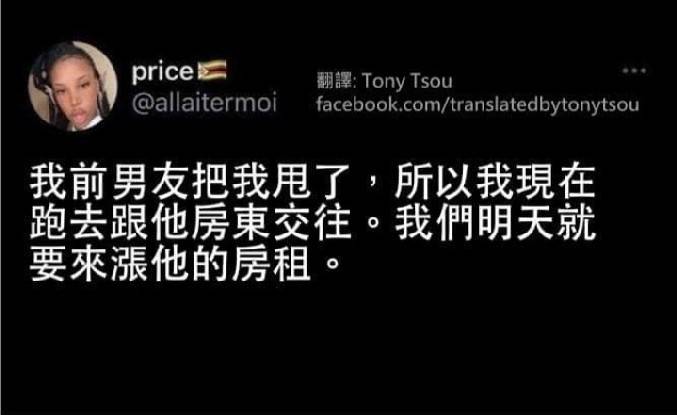 price🇿🇼
@allaitermoi
翻譯: Tony Tsou
facebook.com/translatedbytonytsou
我前男友把我甩了，所以我現在
跑去跟他房東交往。我們明天就
要來漲他的房租。